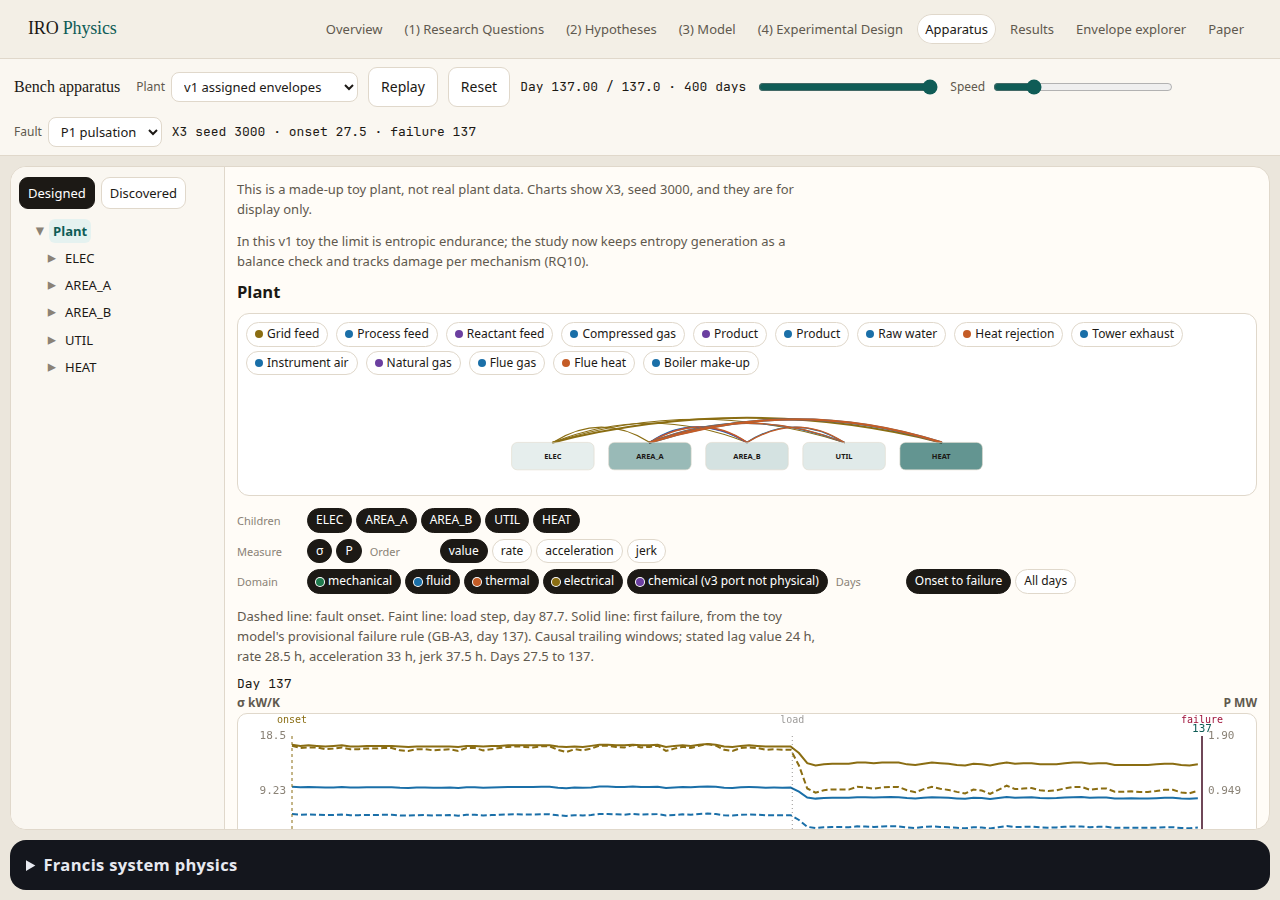 IRO Physics
Overview (1) Research Questions (2) Hypotheses (3) Model (4) Experimental Design Apparatus Results Envelope explorer Paper
Bench apparatus Plant v1 assigned envelopes Replay Reset Day 137.00 / 137.0 · 400 days Speed
Fault P1 pulsation X3 seed 3000 · onset 27.5 · failure 137
Designed Discovered
▼ Plant
▶ ELEC
▶ AREA_A
▶ AREA_B
▶ UTIL
▶ HEAT
This is a made-up toy plant, not real plant data. Charts show X3, seed 3000, and they are for
display only.
In this v1 toy the limit is entropic endurance; the study now keeps entropy generation as a
balance check and tracks damage per mechanism (RQ10).
Plant
Grid feed Process feed Reactant feed Compressed gas Product Product Raw water Heat rejection Tower exhaust
Instrument air Natural gas Flue gas Flue heat Boiler make-up
ELEC AREA_A AREA_B UTIL HEAT
Children ELEC AREA_A AREA_B UTIL HEAT
Measure σ P Order value rate acceleration jerk
Domain mechanical fluid thermal electrical chemical (v3 port not physical) Days Onset to failure All days
Dashed line: fault onset. Faint line: load step, day 87.7. Solid line: first failure, from the toy
model's provisional failure rule (GB-A3, day 137). Causal trailing windows; stated lag value 24 h,
rate 28.5 h, acceleration 33 h, jerk 37.5 h. Days 27.5 to 137.
Day 137
σ kW/K P MW
onset load failure
137
18.5 1.90
9.23 0.949
▶ Francis system physics